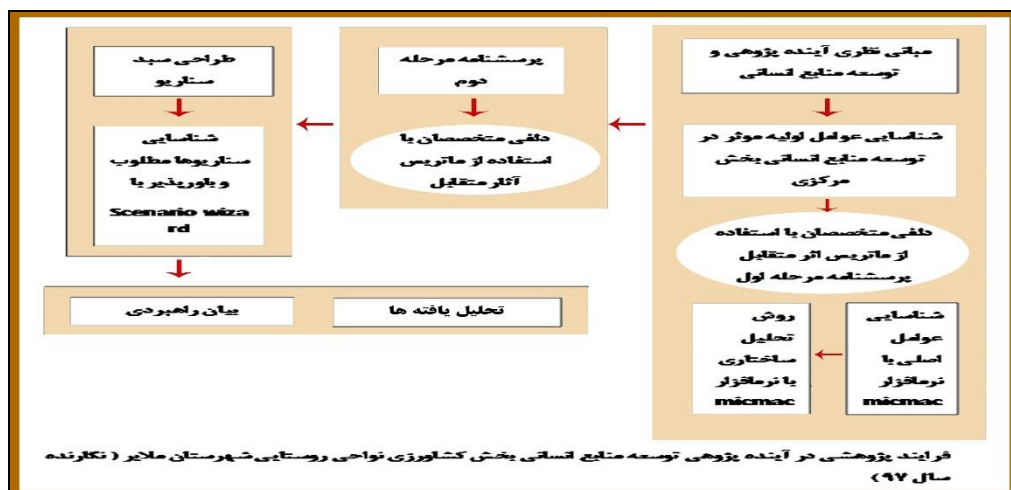 مبانی نظری آینده پژوهی و
توسعه منابع انسانی
شناسایی عوامل اولیه موثر در
توسعه منابع انسانی بخش
مرکزی
دلفی متخصصان با استفاده
از ماتریس اثر متقابل
پرسشنامه مرحله اول
شناسایی
عوامل
اصلی با
نرمافزار
micmac
روش
تحلیل
ساختاری
با نرمافزار
micmac
پرسشنامه مرحله
دوم
دلفی متخصصان با
استفاده از ماتریس
آثار متقابل
طراحی سبد
سناریو
شناسایی
سناریوها مطلوب
و باورپذیر با
Scenario wiza
rd
تحلیل یافته ها
بیان راهبردی
فرایند پژوهشی در آینده پژوهی توسعه منابع انسانی بخش کشاورزی نواحی روستایی شهرستان ملایر ( نگارنده
سال ۹۷)